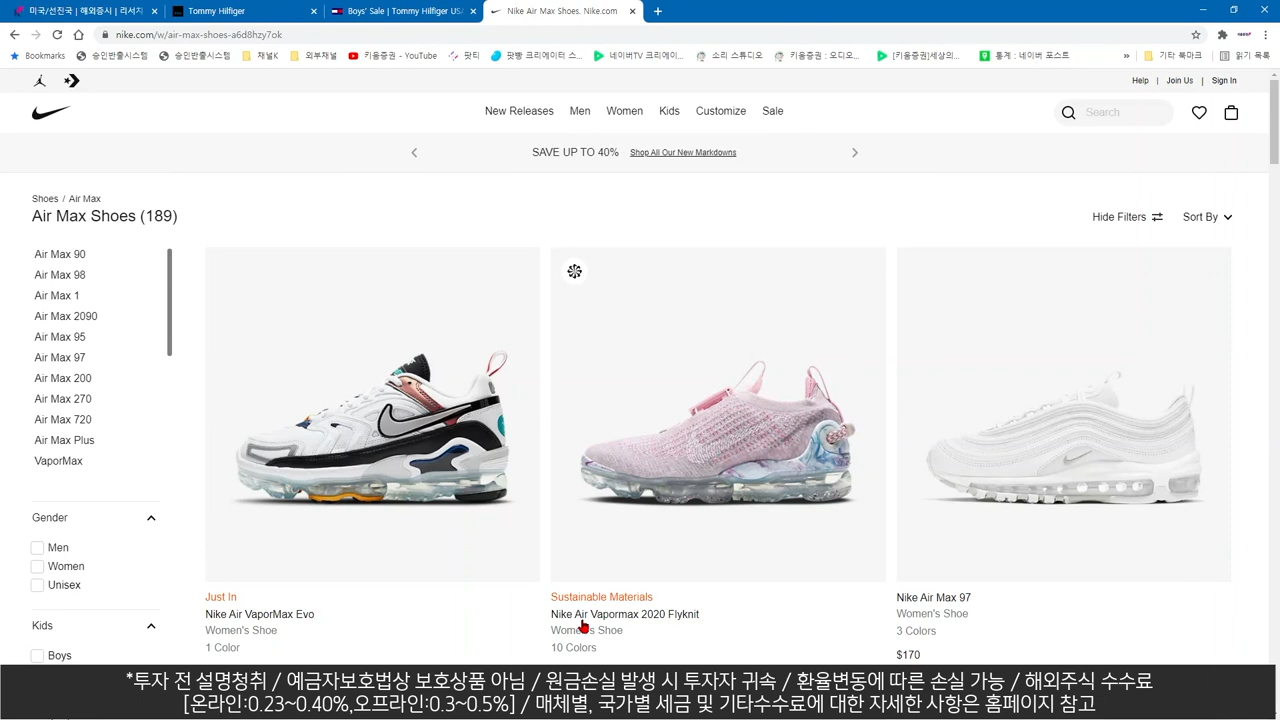 미국/선진국 | 해외증시 | 리서치
Tommy Hilfiger
Boys' Sale | Tommy Hilfiger USA
Nike Air Max Shoes. Nike.com
nike.com/w/air-max-shoes-a6d8hzy7ok
Bookmarks
승인반출시스템
승인반출시스템
채널K
외부채널
키움증권 - YouTube
팟티
팟빵 크리에이터 스...
네이버TV 크리에이...
소리 스튜디오
키움증권 : 오디오...
[키움증권]세상의...
통계 : 네이버 포스트
»
기타 북마크
읽기 목록
Help | Join Us | Sign In
New Releases Men Women Kids Customize Sale
Search
SAVE UP TO 40% Shop All Our New Markdowns
Shoes / Air Max
Air Max Shoes (189)
Hide Filters
Sort By
Air Max 90
Air Max 98
Air Max 1
Air Max 2090
Air Max 95
Air Max 97
Air Max 200
Air Max 270
Air Max 720
Air Max Plus
VaporMax
Gender
Men
Women
Unisex
Kids
Boys
Just In
Nike Air VaporMax Evo
Women's Shoe
1 Color
Sustainable Materials
Nike Air Vapormax 2020 Flyknit
Women's Shoe
10 Colors
Nike Air Max 97
Women's Shoe
3 Colors
$170
*투자 전 설명청취 / 예금자보호법상 보호상품 아님 / 원금손실 발생 시 투자자 귀속 / 환율변동에 따른 손실 가능 / 해외주식 수수료
[온라인:0.23~0.40%,오프라인:0.3~0.5%] / 매체별, 국가별 세금 및 기타수수료에 대한 자세한 사항은 홈페이지 참고